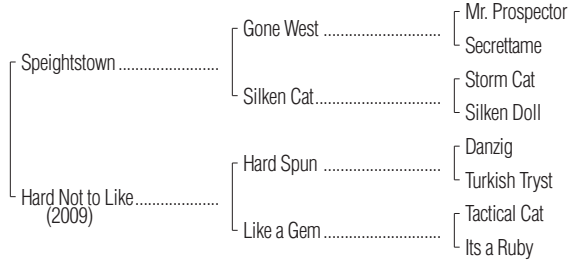 Mr. Prospector
Gone West ..............................
Secrettame
Speightstown .........................
Storm Cat
Silken Cat................................
Silken Doll
Danzig
Hard Spun ..............................
Turkish Tryst
Hard Not to Like.....................
(2009)
Tactical Cat
Like a Gem..............................
Its a Ruby